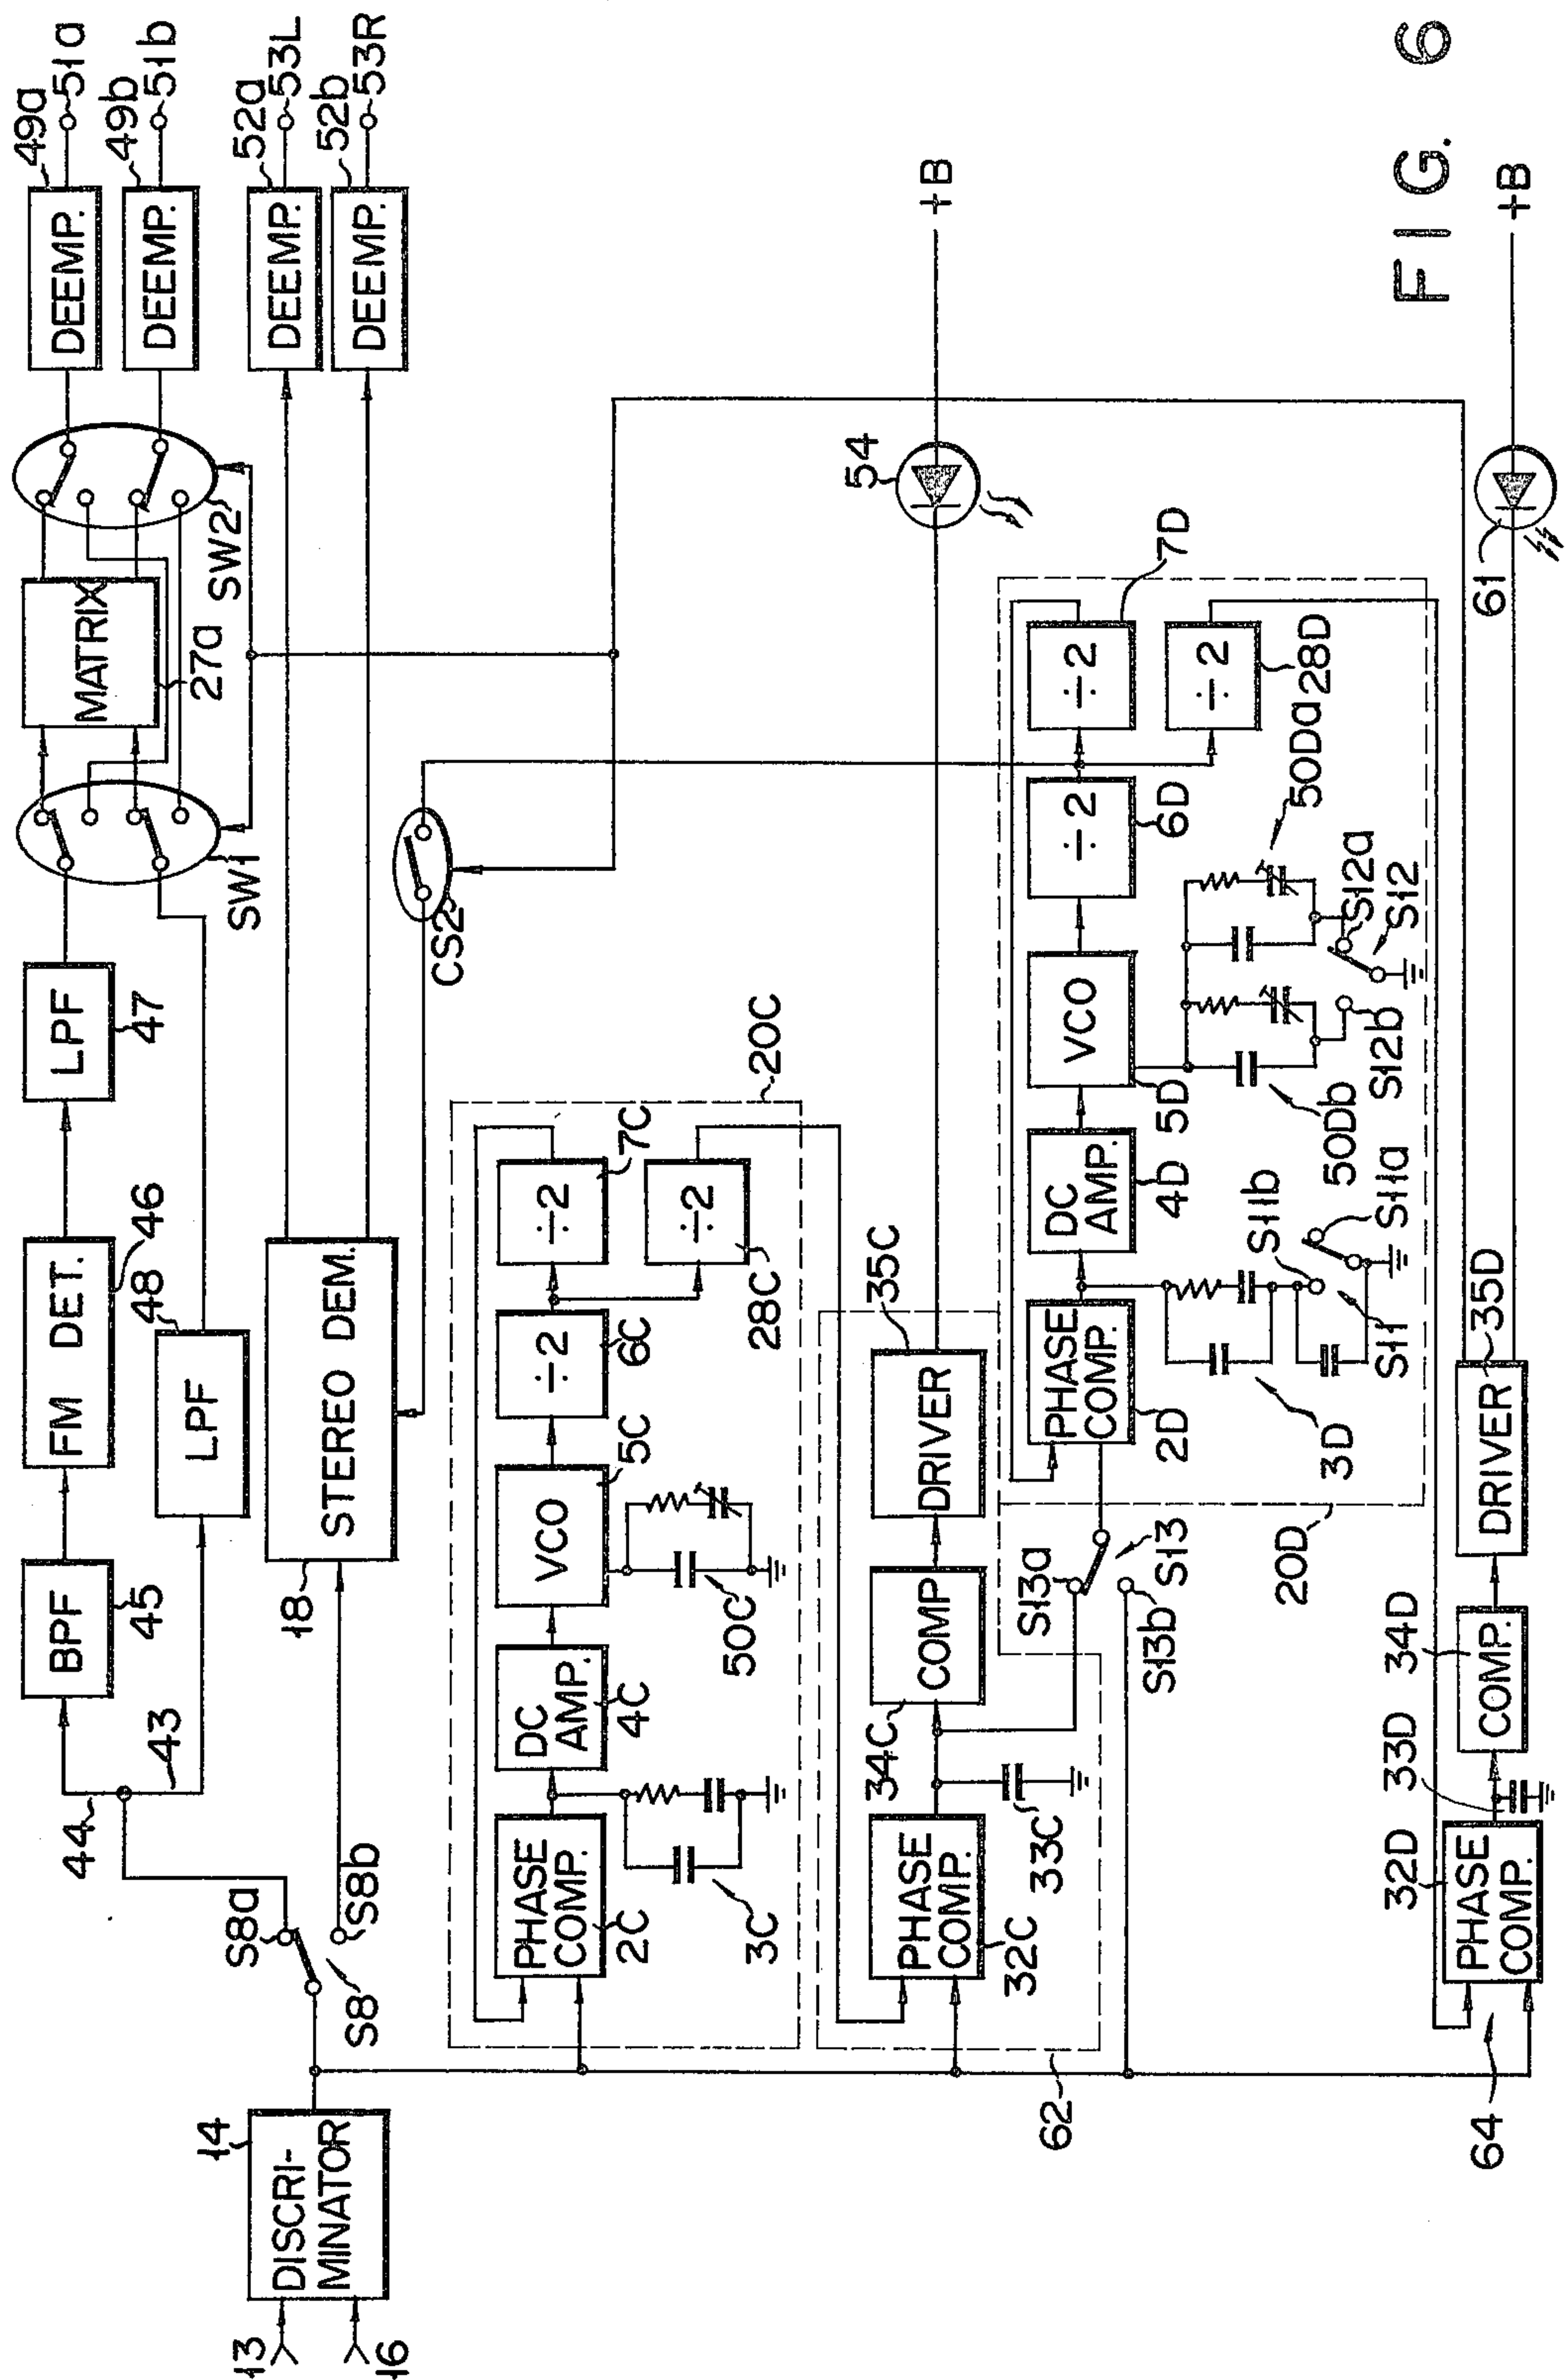 13
16
14
DISCRI-
MINATOR
S8
S8a
S8b
44
43
BPF
45
FM DET.
46
LPF
47
LPF
48
SW1
MATRIX
27a
SW2
DEEMP.
49a
51a
DEEMP.
49b
51b
18
STEREO DEM.
DEEMP.
52a
53L
DEEMP.
52b
53R
CS2
20C
PHASE
COMP.
2C
3C
DC
AMP.
4C
VCO
5C
50C
÷2
6C
÷2
7C
÷2
28C
62
PHASE
COMP.
32C
33C
34C
COMP
DRIVER
35C
54
+B
S13a
S13b
S13
20D
PHASE
COMP.
2D
3D
S11
S11b
S11a
DC
AMP.
4D
VCO
5D
50Db
S12b
S12a
S12
50Da
÷2
6D
÷2
7D
÷2
28D
64
PHASE
COMP.
32D
33D
COMP.
34D
DRIVER
35D
61
+B
FIG. 6